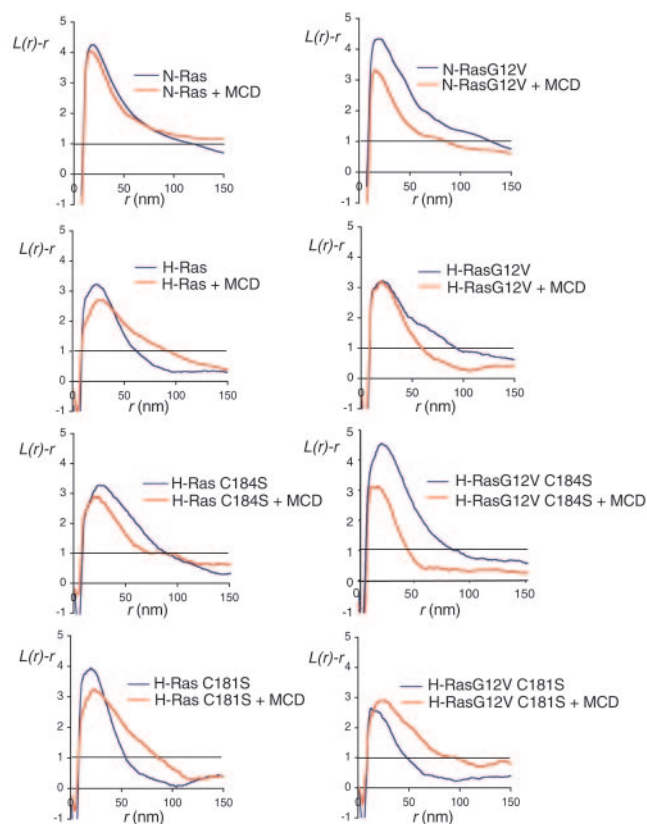 L(r)-r
5
4
3
2
1
0
-1
0
50
100
150
r (nm)
N-Ras
N-Ras + MCD
L(r)-r
5
4
3
2
1
0
-1
0
50
100
150
r (nm)
N-RasG12V
N-RasG12V + MCD
L(r)-r
5
4
3
2
1
0
-1
0
50
100
150
r (nm)
H-Ras
H-Ras + MCD
L(r)-r
5
4
3
2
1
0
-1
0
50
100
150
r (nm)
H-RasG12V
H-RasG12V + MCD
L(r)-r
5
4
3
2
1
0
-1
0
50
100
150
r (nm)
H-Ras C184S
H-Ras C184S + MCD
L(r)-r
5
4
3
2
1
0
-1
0
50
100
150
r (nm)
H-RasG12V C184S
H-RasG12V C184S + MCD
L(r)-r
5
4
3
2
1
0
-1
0
50
100
150
r (nm)
H-Ras C181S
H-Ras C181S + MCD
L(r)-r
5
4
3
2
1
0
-1
0
50
100
150
r (nm)
H-RasG12V C181S
H-RasG12V C181S + MCD